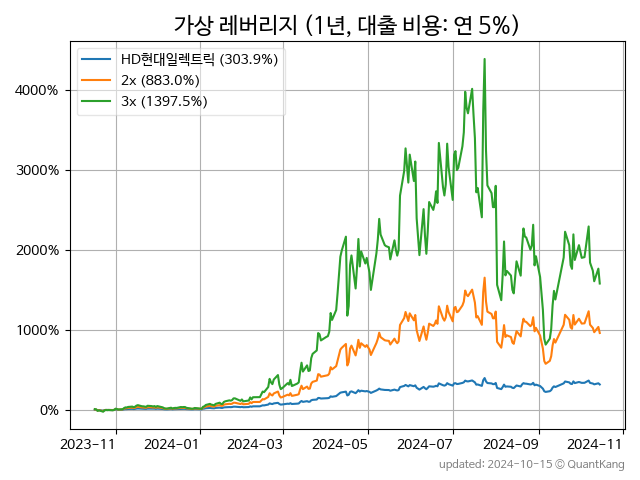 가상 레버리지 (1년, 대출 비용: 연 5%)
HD현대일렉트릭 (303.9%)
2x (883.0%)
3x (1397.5%)
4000%
3000%
2000%
1000%
0%
2023-11 2024-01 2024-03 2024-05 2024-07 2024-09 2024-11
updated: 2024-10-15 © QuantKang